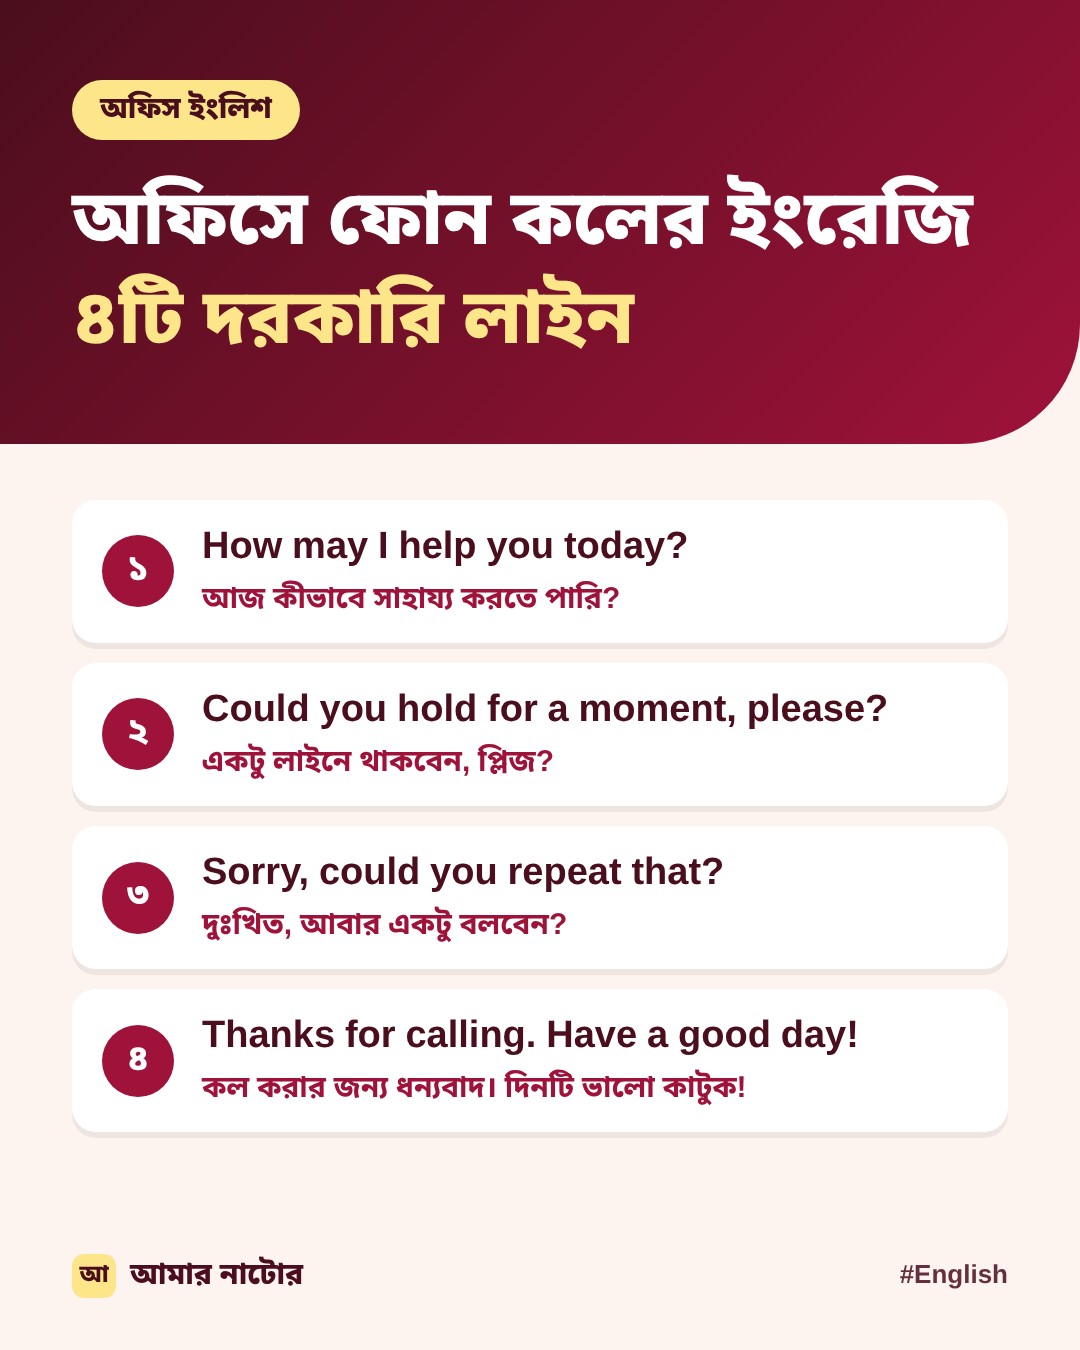 অফিস ইংলিশ
অফিসে ফোন কলের ইংরেজি
৪টি দরকারি লাইন
১
How may I help you today?
আজ কীভাবে সাহায্য করতে পারি?
২
Could you hold for a moment, please?
একটু লাইনে থাকবেন, প্লিজ?
৩
Sorry, could you repeat that?
দুঃখিত, আবার একটু বলবেন?
৪
Thanks for calling. Have a good day!
কল করার জন্য ধন্যবাদ। দিনটি ভালো কাটুক!
আ আমার নাটোর
#English